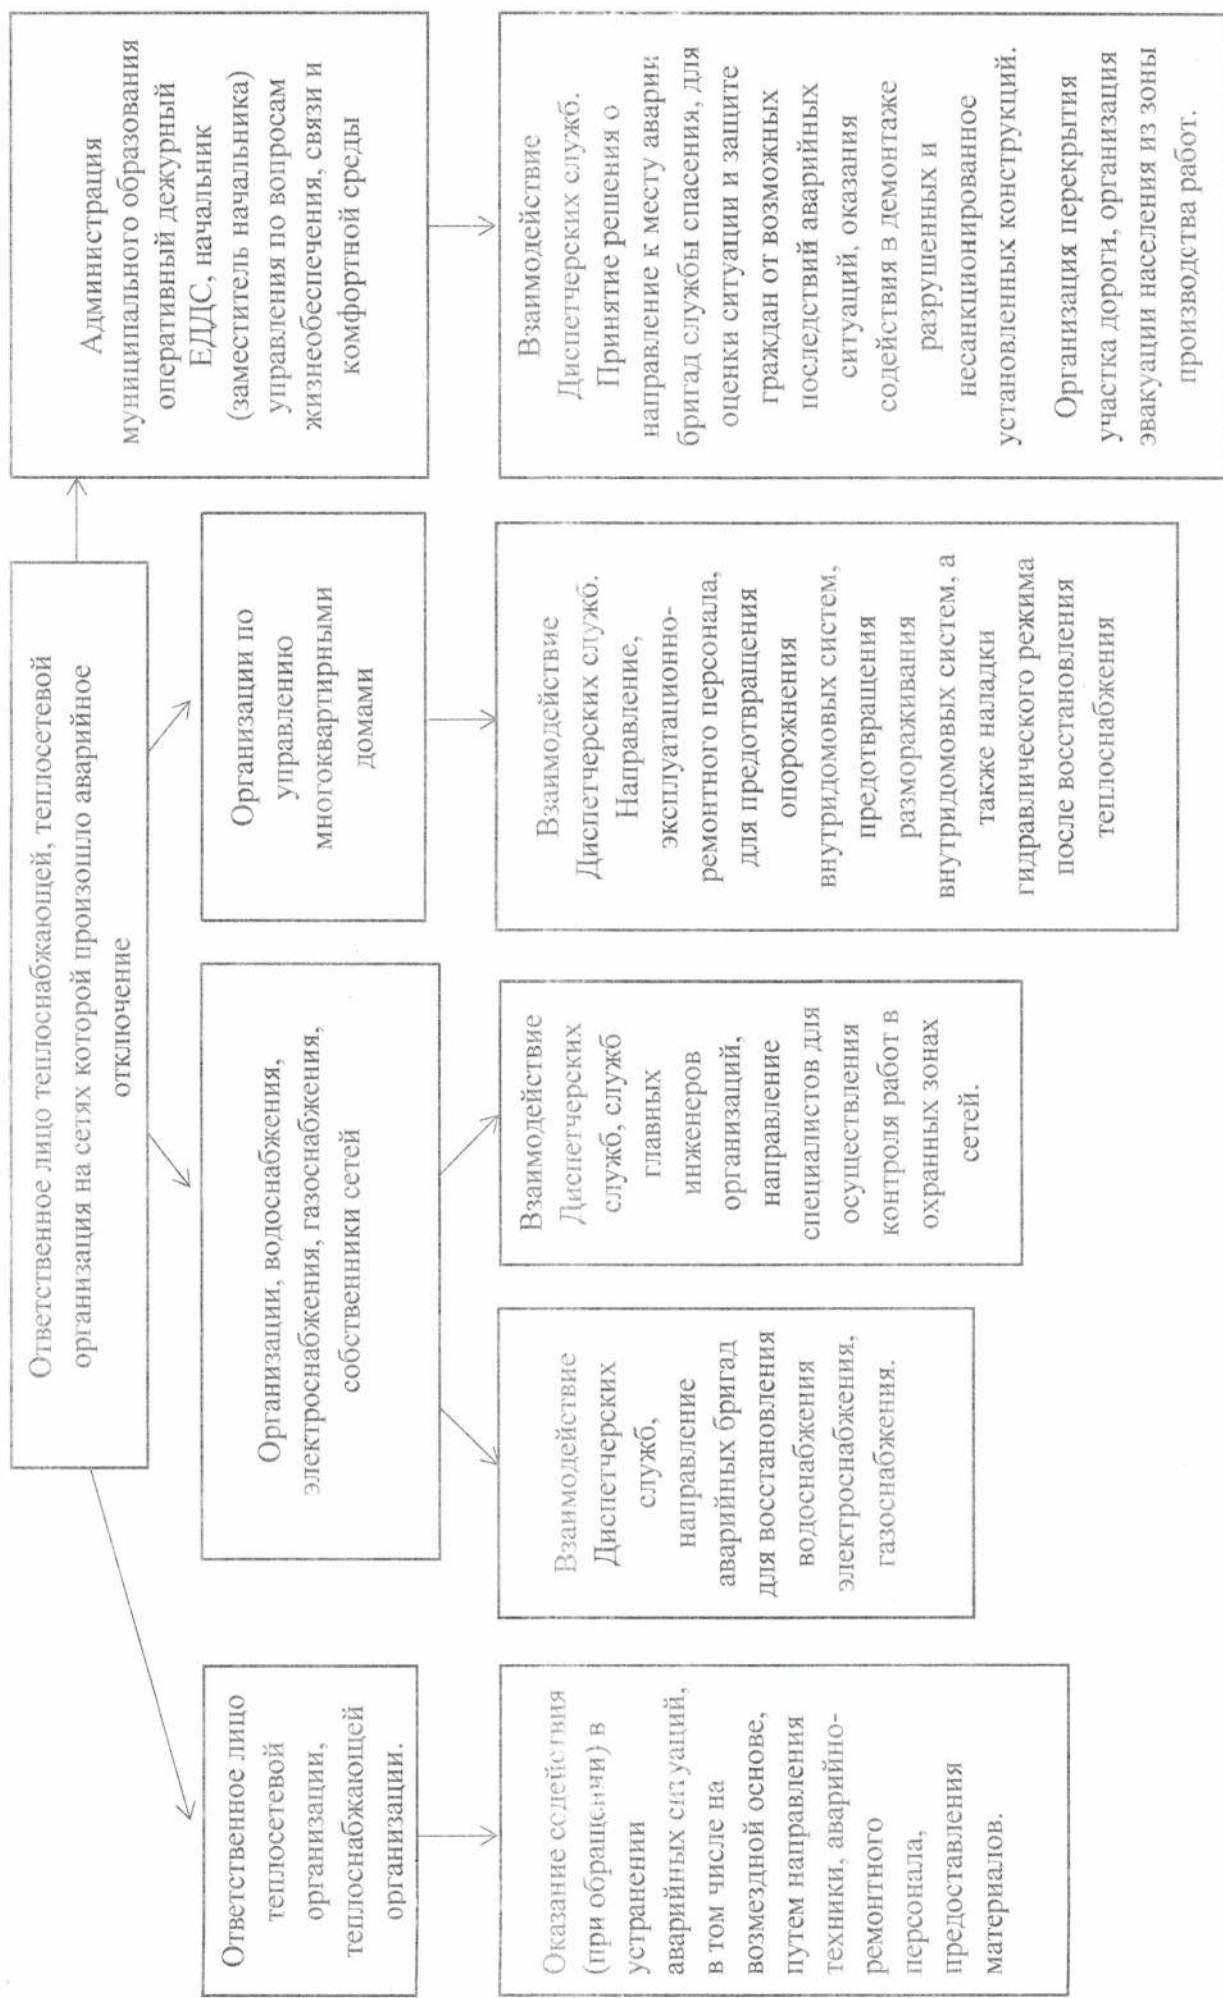 Ответственное лицо теплоснабжающей, теплосетевой
организация на сетях которой произошло аварийное
отключение
Ответственное лицо
теплосетевой
организации,
теплоснбжающей
организации.
Организации, водоснабжения,
электроснабжения, газоснабжения,
собственники сетей
Организации по
управлению
многоквартирными
домами
Администрация
муниципального образования
оперативный дежурный
ЕДДС, начальник
(заместитель начальника)
управления по вопросам
жизнеобеспечения, связи и
комфортной среды
Оказание содействия
(при обращении) в
устранении
аварийных ситуаций,
в том числе на
возмездной основе,
путем направления
техники, аварийно-
ремонтного
персонала,
предоставления
материалов.
Взаимодействие
Диспетчерских
служб,
направление
аварийных бригад
для восстановления
водоснабжения
электроснабжения,
газоснабжения.
Взаимодействие
Диспетчерских
служб, служб
главных
инженеров
организаций,
направление
специалистов для
осуществления
контроля работ в
охранных зонах
сетей.
Взаимодействие
Диспетчерских служб.
Направление,
эксплуатационно-
ремонтного персонала,
для предотвращения
опорожнения
внутридомовых систем,
предотвращения
размораживания
внутридомовых систем, а
также наладки
гидравлического режима
после восстановления
теплоснабжения
Взаимодействие
Диспетчерских служб.
Принятие решения о
направление к месту аварии
бригад службы спасения, для
оценки ситуации и защите
граждан от возможных
последствий аварийных
ситуаций, оказания
содействия в демонтаже
разрушенных и
несанкционированное
установленных конструкций.
Организация перекрытия
участка дороги, организация
эвакуации населения из зоны
производства работ.